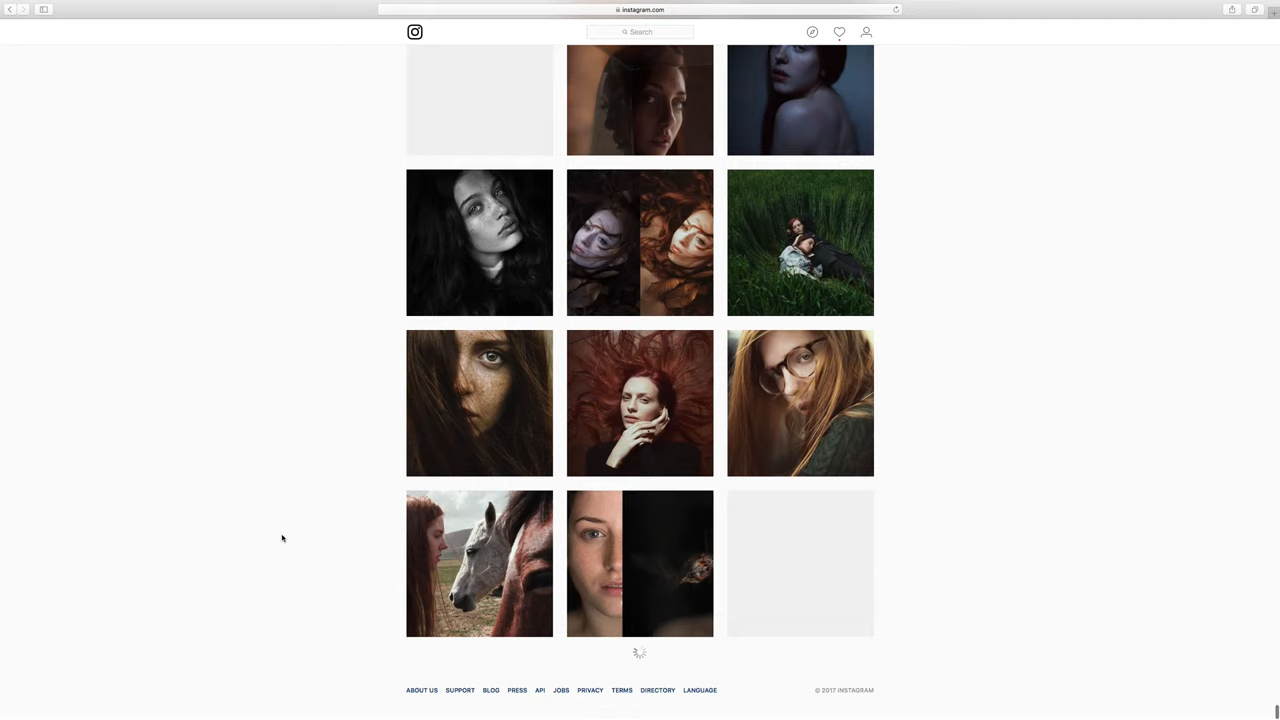 instagram.com
Search
ABOUT US SUPPORT BLOG PRESS API JOBS PRIVACY TERMS DIRECTORY LANGUAGE © 2017 INSTAGRAM